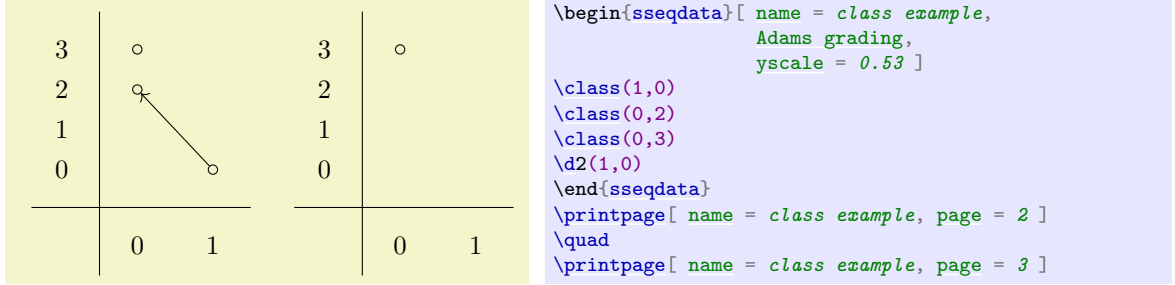 3
2
1
0
0 1
3
2
1
0
0 1
\begin{sseqdata}[ name = class example,
Adams grading,
yscale = 0.53 ]
\class(1,0)
\class(0,2)
\class(0,3)
\d2(1,0)
\end{sseqdata}
\printpage[ name = class example, page = 2 ]
\quad
\printpage[ name = class example, page = 3 ]